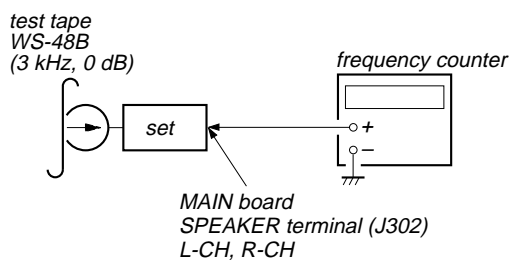 test tape
WS-48B
(3 kHz, 0 dB)
frequency counter
set
+
–
MAIN board
SPEAKER terminal (J302)
L-CH, R-CH